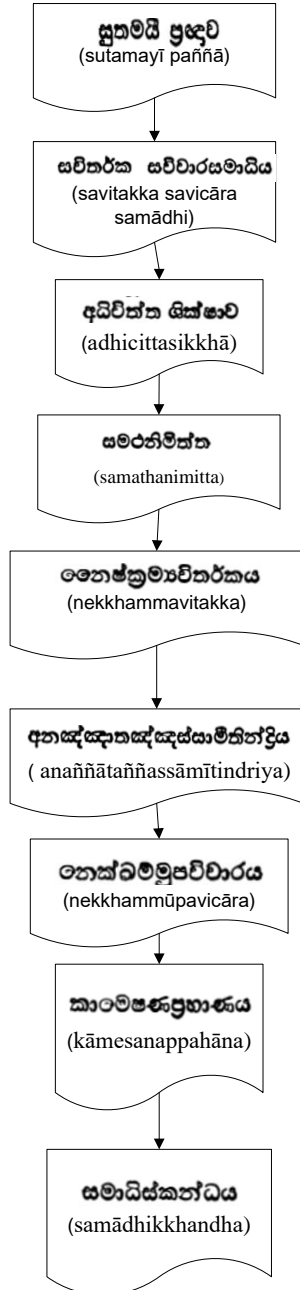 සුතමයී ප්‍රඥාව
(sutamayī paññā)
සවිතර්ක සවිචාරසමාධිය
(savitakka savicāra
samādhi)
අධිචිත්ත ශික්ෂාව
(adhicittasikkhā)
සමථනිමිත්ත
(samathanimitta)
නෛෂ්ක්‍රම්‍යවිතර්කය
(nekkhammavitakka)
අනඤ්ඤාතඤ්ඤස්සාමීතින්ද්‍රිය
( anaññātaññassāmītindriya)
නෙක්ඛම්මූපවිචාරය
(nekkhammūpavicāra)
කාමෙෂණප්‍රහාණය
(kāmesanappahāna)
සමාධිස්කන්ධය
(samādhikkhandha)